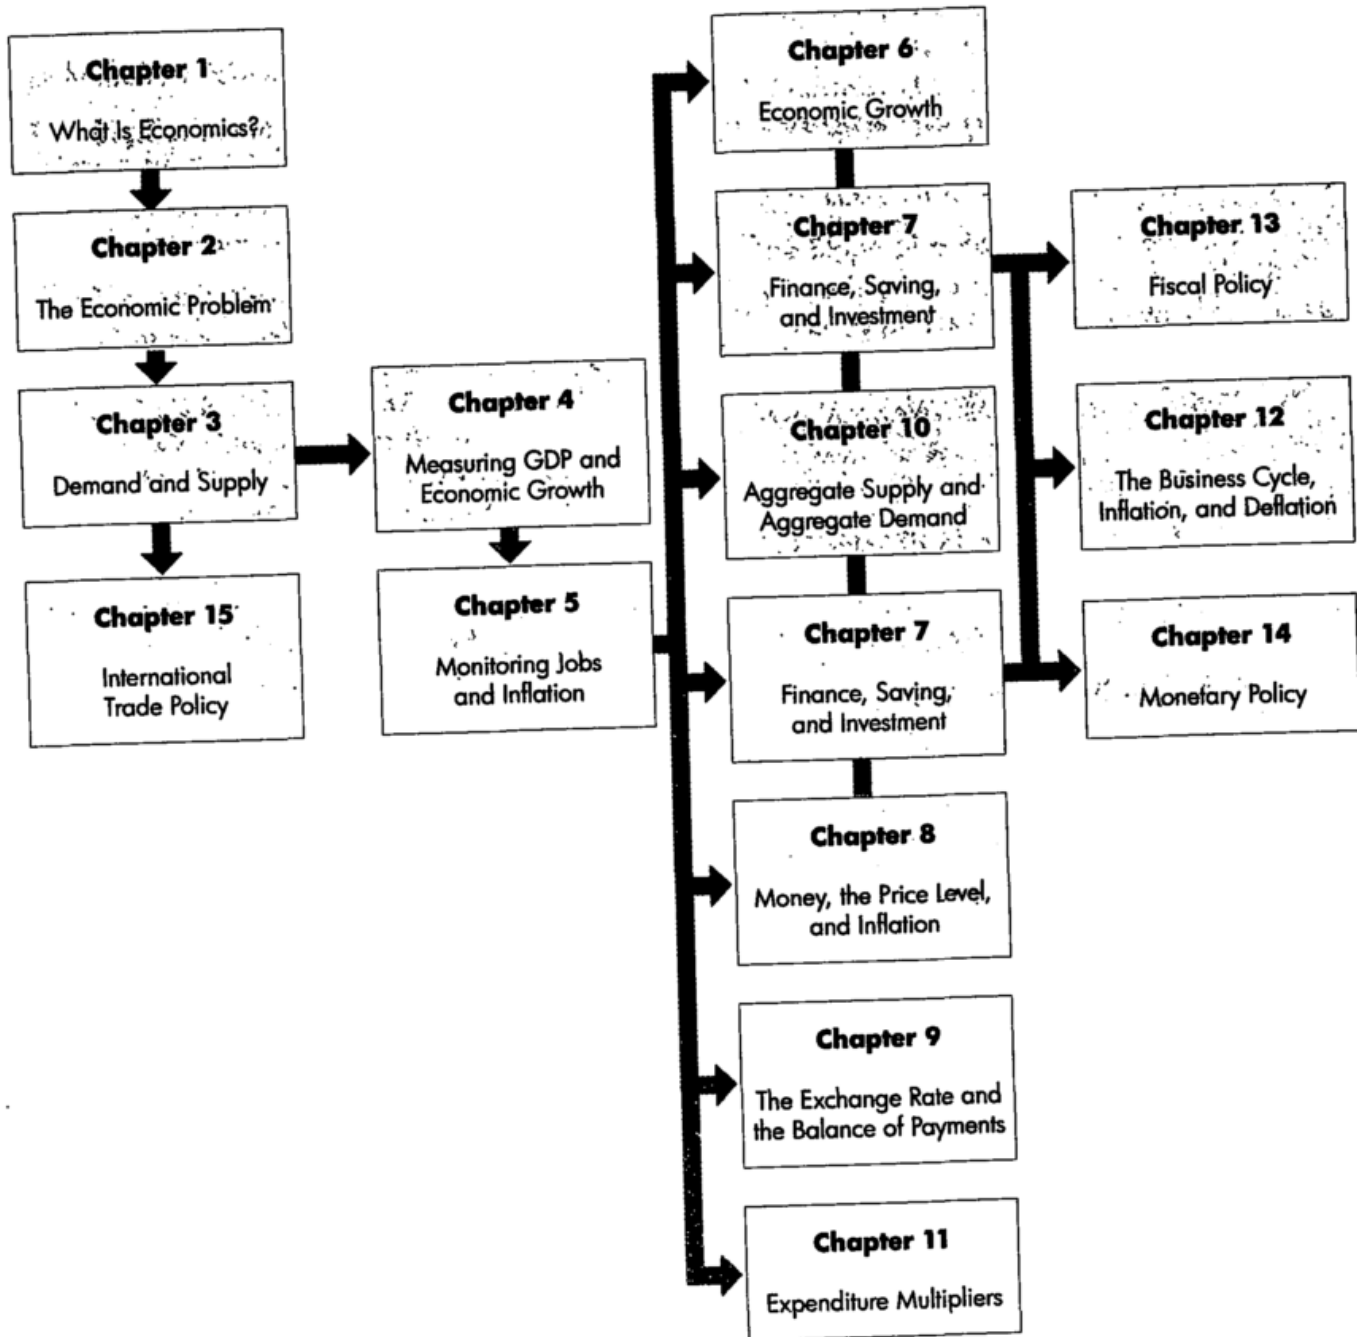 Chapter 1
What Is Economics?
Chapter 2
The Economic Problem
Chapter 3
Demand and Supply
Chapter 15
International
Trade Policy
Chapter 4
Measuring GDP and
Economic Growth
Chapter 5
Monitoring Jobs
and Inflation
Chapter 6
Economic Growth
Chapter 7
Finance, Saving,
and Investment
Chapter 10
Aggregate Supply and
Aggregate Demand
Chapter 7
Finance, Saving,
and Investment
Chapter 8
Money, the Price Level,
and Inflation
Chapter 9
The Exchange Rate and
the Balance of Payments
Chapter 11
Expenditure Multipliers
Chapter 13
Fiscal Policy
Chapter 12
The Business Cycle,
Inflation, and Deflation
Chapter 14
Monetary Policy